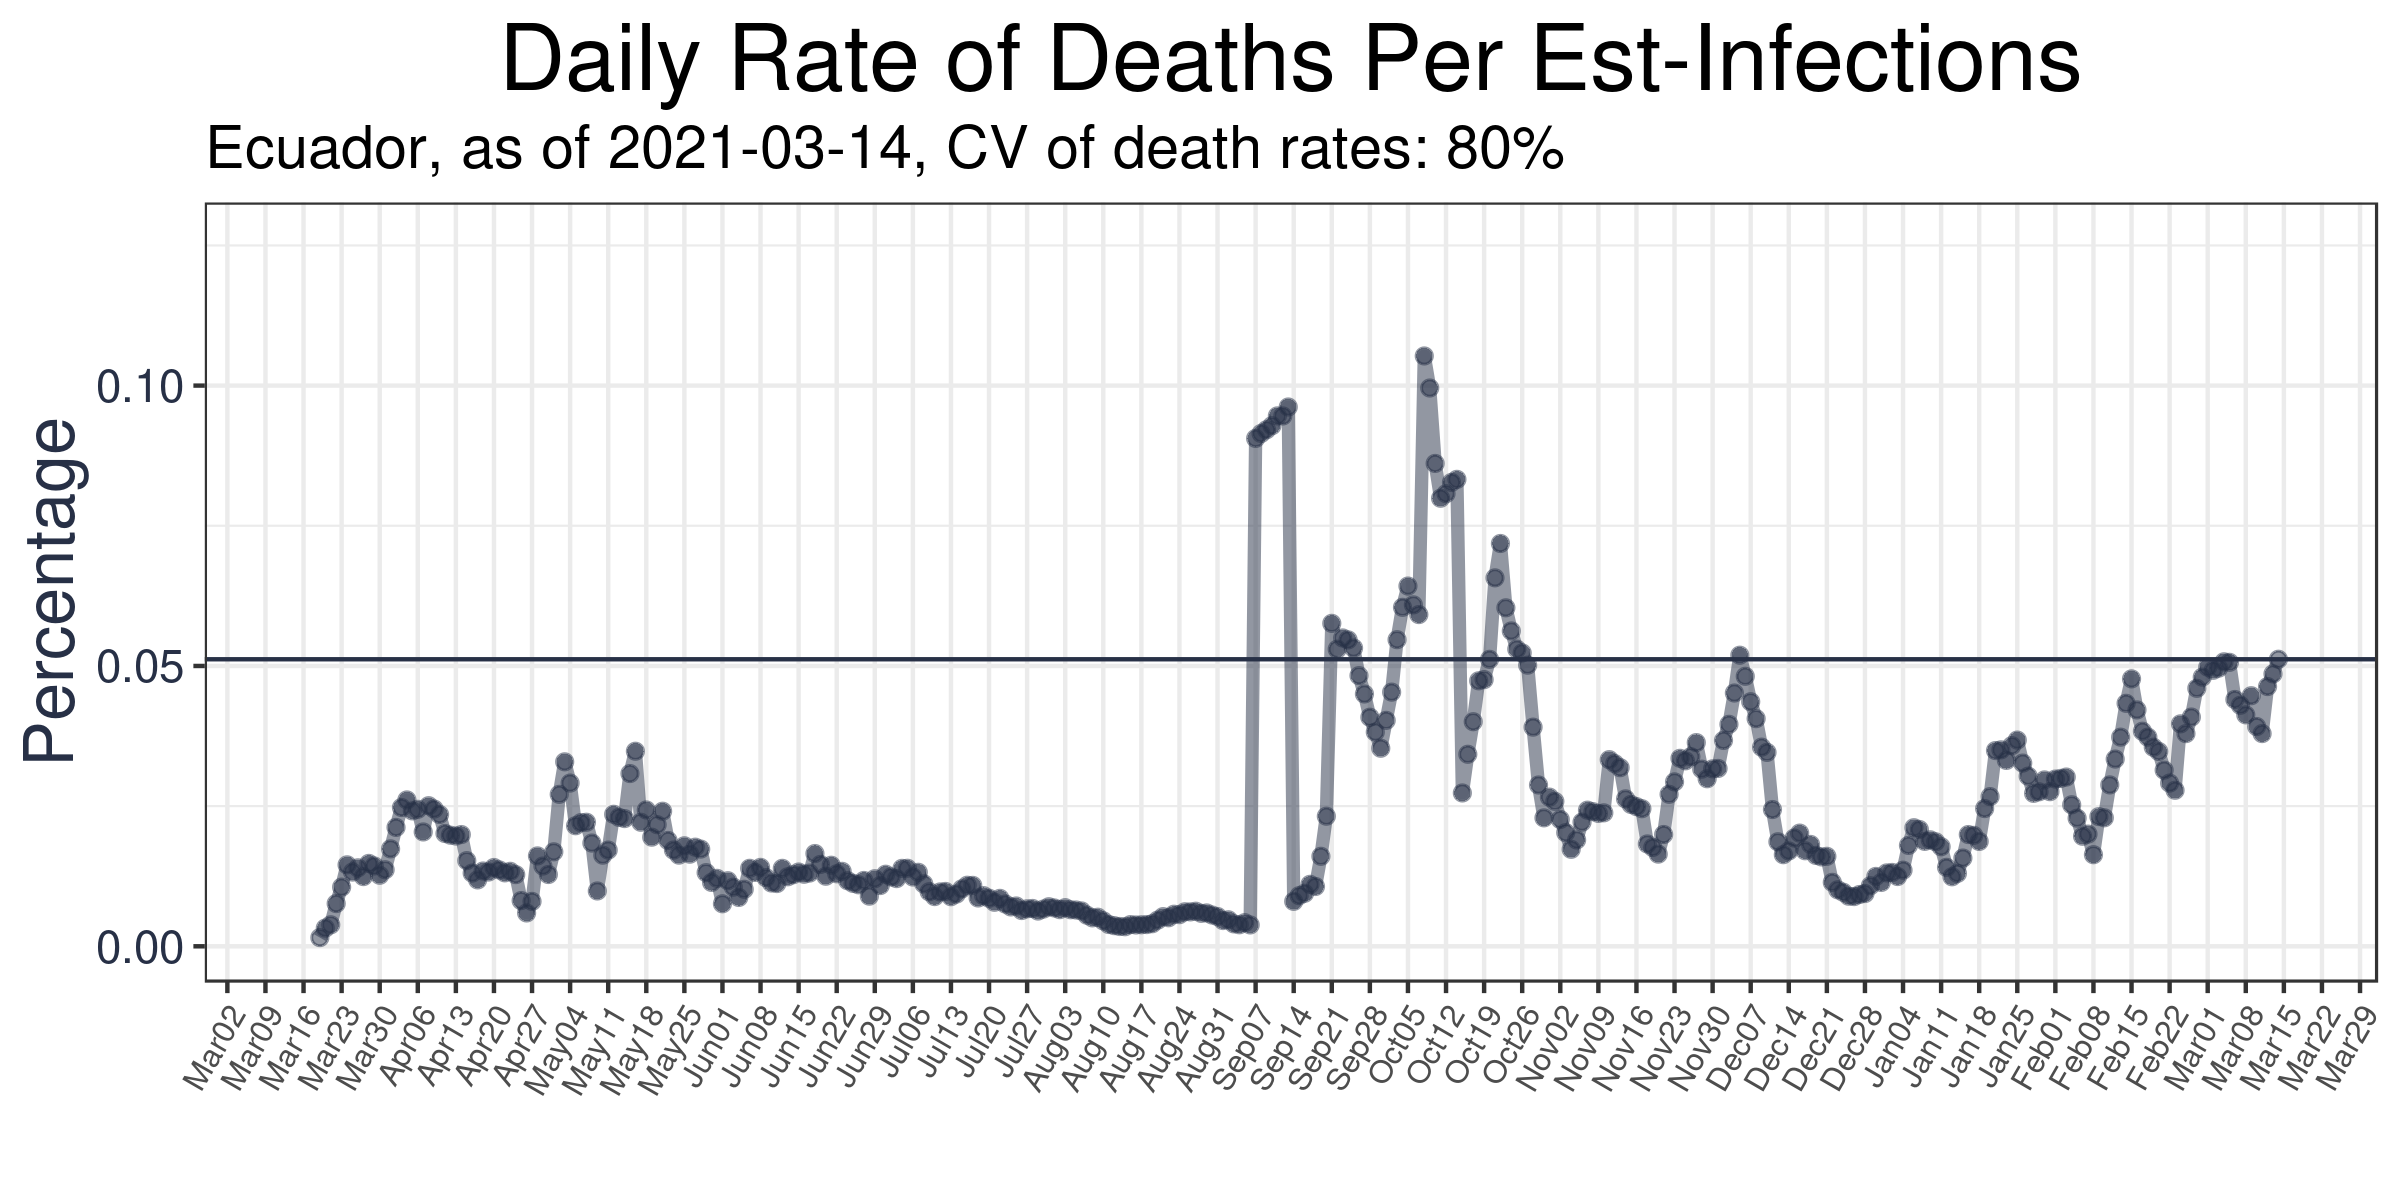 Daily Rate of Deaths Per Est-Infections
Ecuador, as of 2021-03-14, CV of death rates: 80%
Percentage
0.10
0.05
0.00
Mar02
Mar09
Mar16
Mar23
Mar30
Apr06
Apr13
Apr20
Apr27
May04
May11
May18
May25
Jun01
Jun08
Jun15
Jun22
Jun29
Jul06
Jul13
Jul20
Jul27
Aug03
Aug10
Aug17
Aug24
Aug31
Sep07
Sep14
Sep21
Sep28
Oct05
Oct12
Oct19
Oct26
Nov02
Nov09
Nov16
Nov23
Nov30
Dec07
Dec14
Dec21
Dec28
Jan04
Jan11
Jan18
Jan25
Feb01
Feb08
Feb15
Feb22
Mar01
Mar08
Mar15
Mar22
Mar29